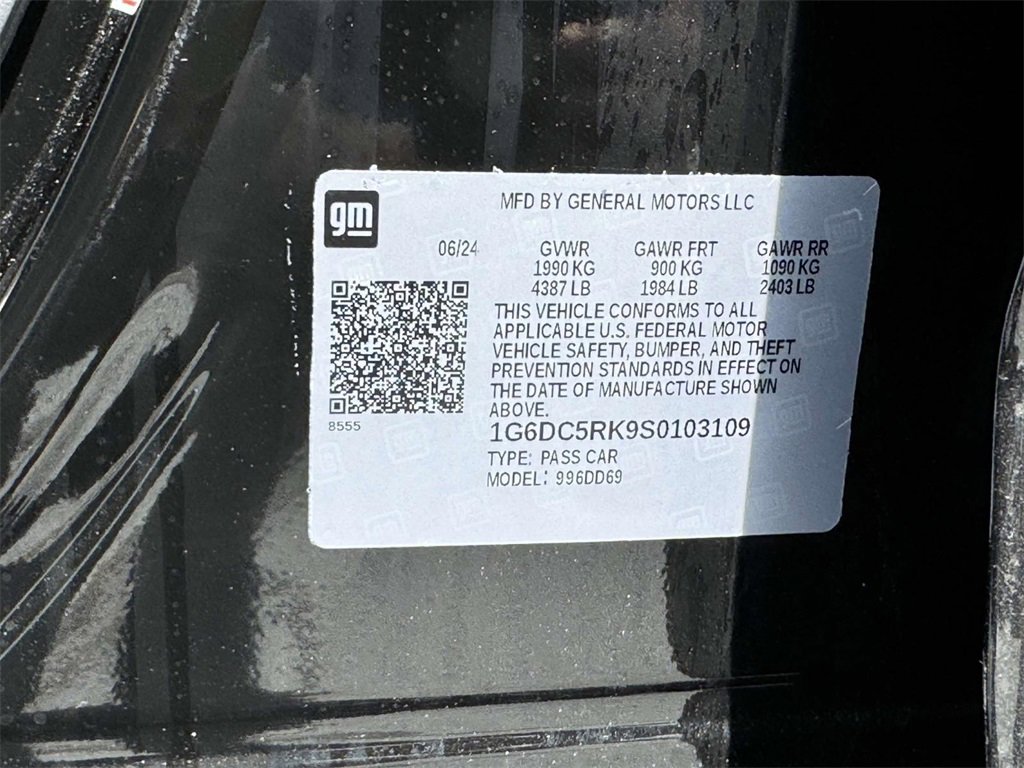 gm
MFD BY GENERAL MOTORS LLC
06/24 GVWR GAWR FRT GAWR RR
1990 KG 900 KG 1090 KG
4387 LB 1984 LB 2403 LB
THIS VEHICLE CONFORMS TO ALL
APPLICABLE U.S. FEDERAL MOTOR
VEHICLE SAFETY, BUMPER, AND THEFT
PREVENTION STANDARDS IN EFFECT ON
THE DATE OF MANUFACTURE SHOWN
ABOVE.
8555
1G6DC5RK9S0103109
TYPE: PASS CAR
MODEL: 996DD69